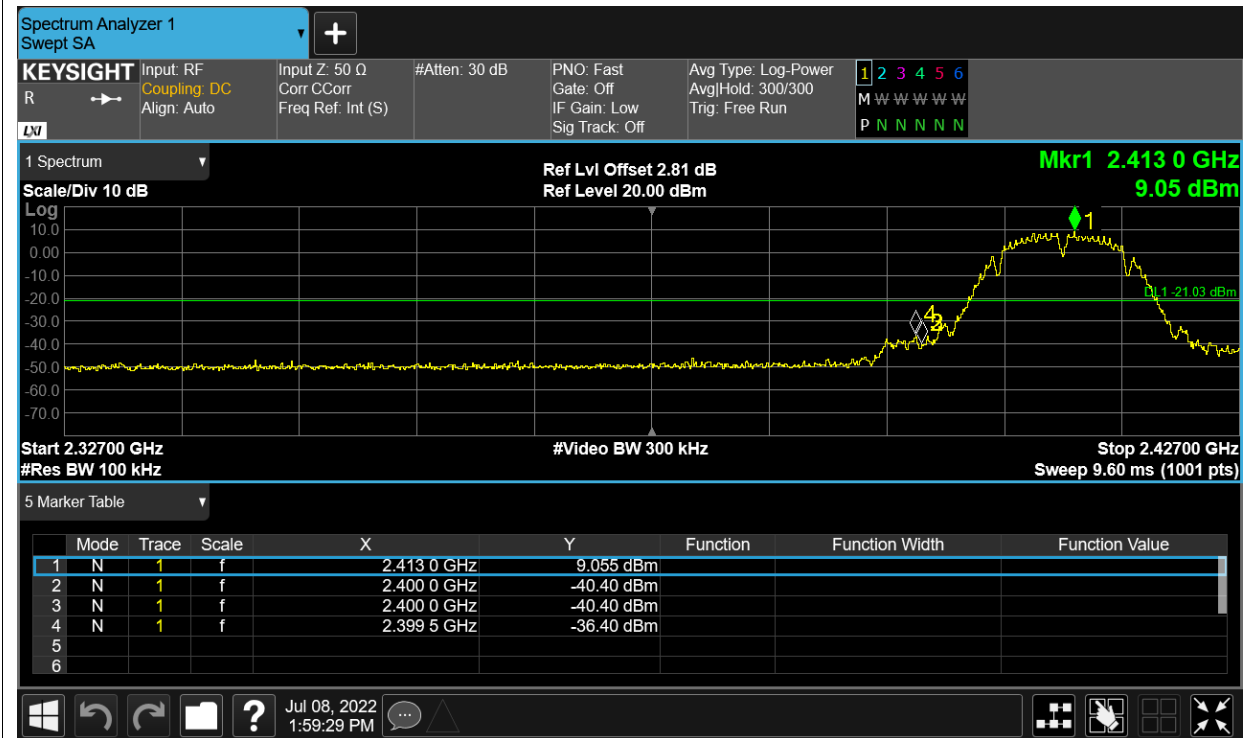 Spectrum Analyzer 1
Swept SA
KEYSIGHT
R
LXI
Input: RF
Coupling: DC
Align: Auto
Input Z: 50 Ω
Corr CCorr
Freq Ref: Int (S)
#Atten: 30 dB
PNO: Fast
Gate: Off
IF Gain: Low
Sig Track: Off
Avg Type: Log-Power
Avg|Hold: 300/300
Trig: Free Run
1 2 3 4 5 6
M W W W W W
P N N N N N
1 Spectrum
Scale/Div 10 dB
Ref Lvl Offset 2.81 dB
Ref Level 20.00 dBm
Mkr1 2.413 0 GHz
9.05 dBm
Log
10.0
0.00
-10.0
-20.0
-30.0
-40.0
-50.0
-60.0
-70.0
1
DL1 -21.03 dBm
4
Start 2.32700 GHz
#Res BW 100 kHz
#Video BW 300 kHz
Stop 2.42700 GHz
Sweep 9.60 ms (1001 pts)
5 Marker Table
Mode Trace Scale X Y Function Function Width Function Value
1 N 1 f 2.413 0 GHz 9.055 dBm
2 N 1 f 2.400 0 GHz -40.40 dBm
3 N 1 f 2.400 0 GHz -40.40 dBm
4 N 1 f 2.399 5 GHz -36.40 dBm
5
6
?
Jul 08, 2022
1:59:29 PM